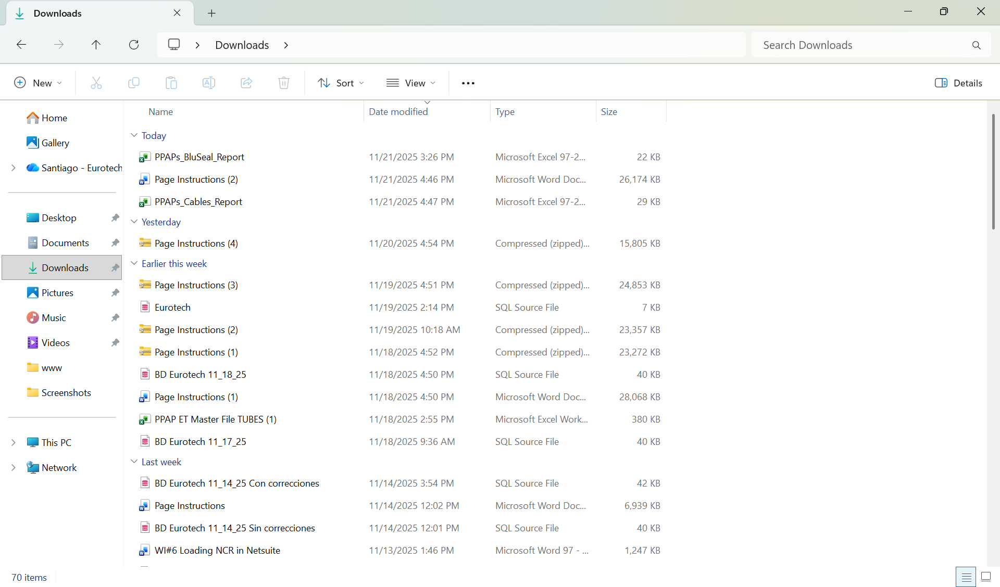 Downloads
Downloads
Search Downloads
New
Sort
View
Details
Home
Gallery
Santiago - Eurotech
Desktop
Documents
Downloads
Pictures
Music
Videos
www
Screenshots
This PC
Network
Name Date modified Type Size
Today
PPAPs_BluSeal_Report 11/21/2025 3:26 PM Microsoft Excel 97-2... 22 KB
Page Instructions (2) 11/21/2025 4:46 PM Microsoft Word Doc... 26,174 KB
PPAPs_Cables_Report 11/21/2025 4:47 PM Microsoft Excel 97-2... 29 KB
Yesterday
Page Instructions (4) 11/20/2025 4:54 PM Compressed (zipped)... 15,805 KB
Earlier this week
Page Instructions (3) 11/19/2025 4:51 PM Compressed (zipped)... 24,853 KB
Eurotech 11/19/2025 2:14 PM SQL Source File 7 KB
Page Instructions (2) 11/19/2025 10:18 AM Compressed (zipped)... 23,357 KB
Page Instructions (1) 11/18/2025 4:52 PM Compressed (zipped)... 23,272 KB
BD Eurotech 11_18_25 11/18/2025 4:50 PM SQL Source File 40 KB
Page Instructions (1) 11/18/2025 4:50 PM Microsoft Word Doc... 28,068 KB
PPAP ET Master File TUBES (1) 11/18/2025 2:55 PM Microsoft Excel Work... 380 KB
BD Eurotech 11_17_25 11/18/2025 9:36 AM SQL Source File 40 KB
Last week
BD Eurotech 11_14_25 Con correcciones 11/14/2025 3:54 PM SQL Source File 42 KB
Page Instructions 11/14/2025 12:02 PM Microsoft Word Doc... 6,939 KB
BD Eurotech 11_14_25 Sin correcciones 11/14/2025 12:01 PM SQL Source File 40 KB
WI#6 Loading NCR in Netsuite 11/13/2025 1:46 PM Microsoft Word 97 - ... 1,247 KB
70 items